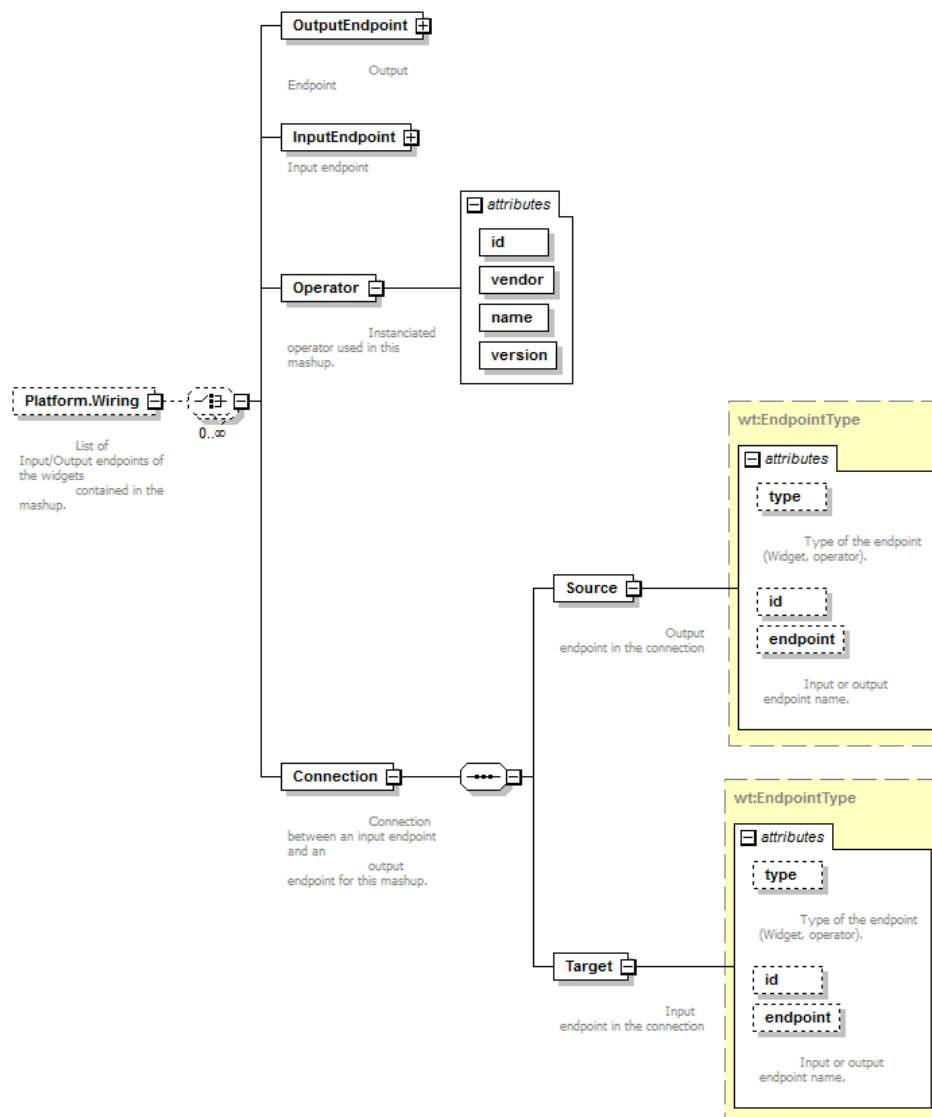 OutputEndpoint
Output
Endpoint
InputEndpoint
Input endpoint
attributes
id
vendor
name
version
Operator
Instanciated
operator used in this
mashup.
Platform.Wiring
0..∞
List of
Input/Output endpoints of
the widgets
contained in the
mashup.
wt:EndpointType
attributes
type
Type of the endpoint
(Widget, operator).
id
endpoint
Input or output
endpoint name.
Source
Output
endpoint in the connection
Connection
Connection
between an input endpoint
and an
output
endpoint for this mashup.
wt:EndpointType
attributes
type
Type of the endpoint
(Widget, operator).
id
endpoint
Input or output
endpoint name.
Target
Input
endpoint in the connection